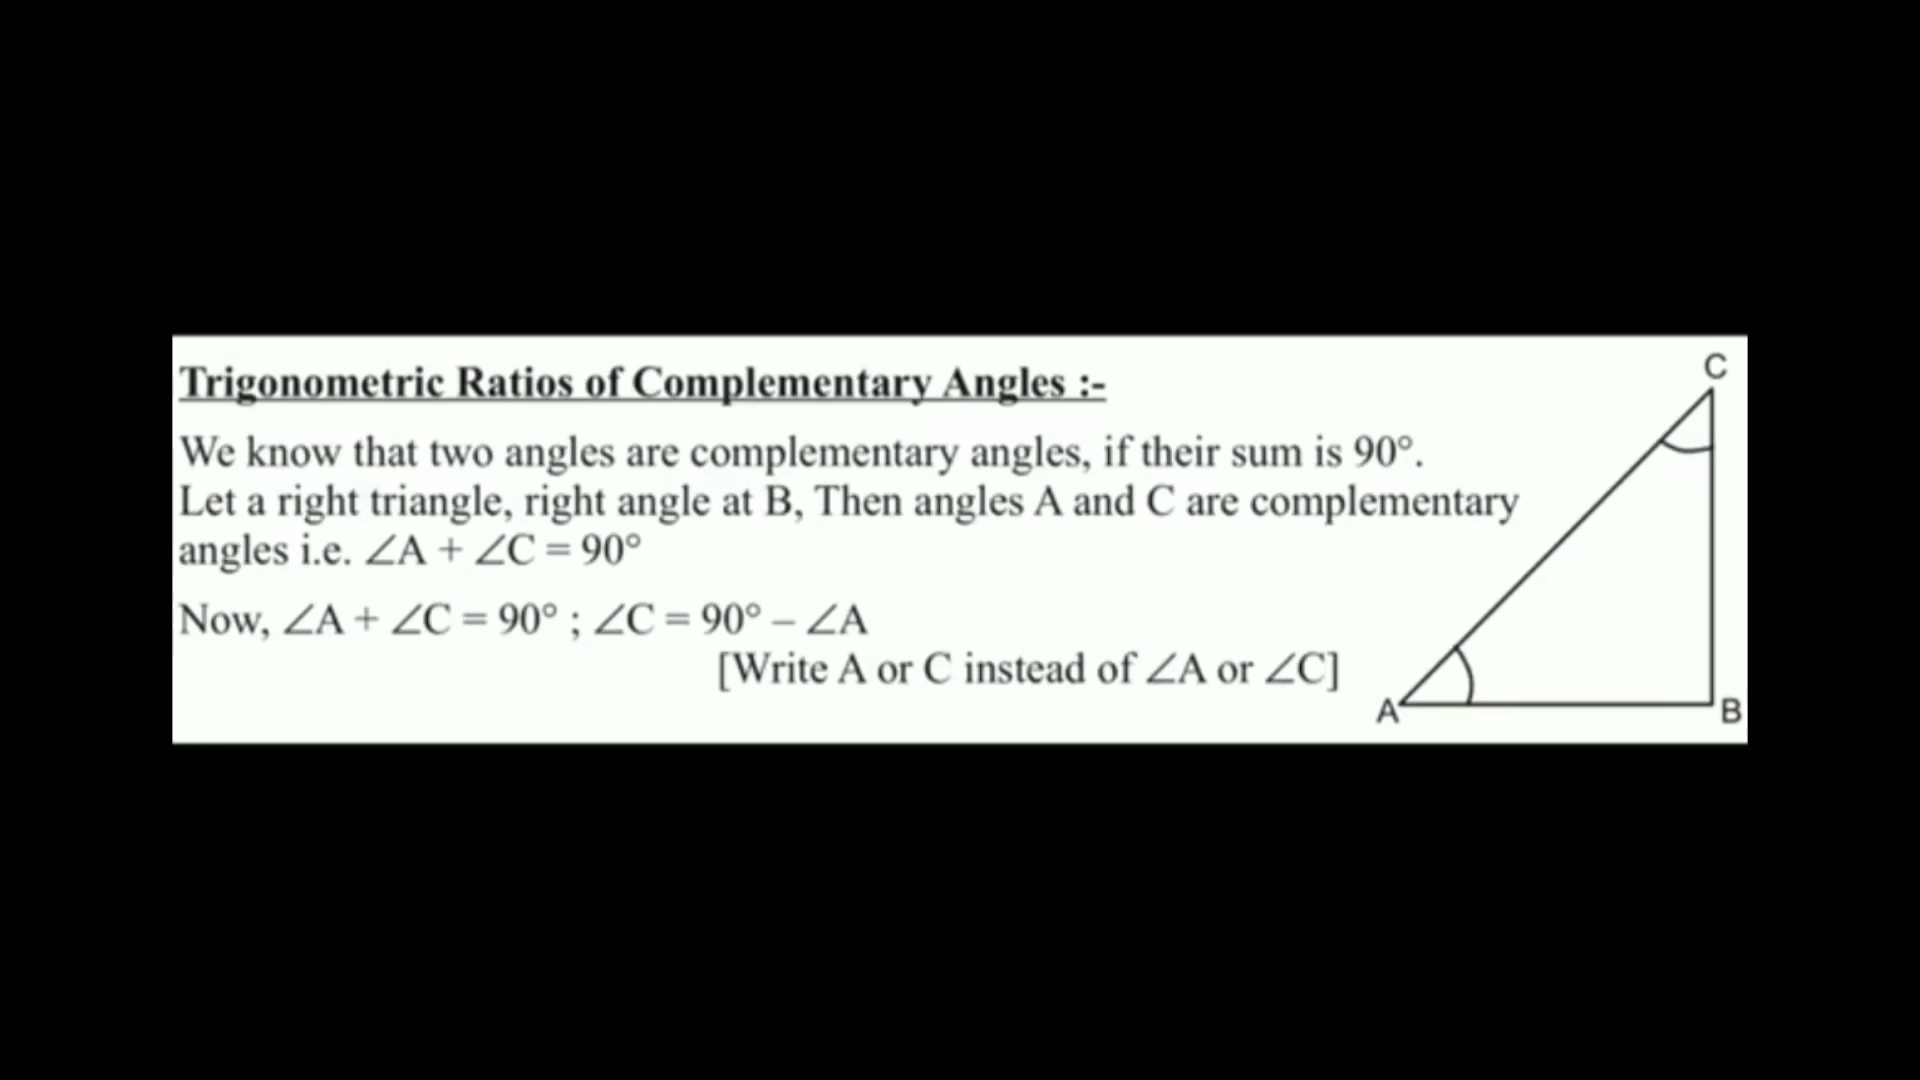 Trigonometric Ratios of Complementary Angles :-
We know that two angles are complementary angles, if their sum is 90°.
Let a right triangle, right angle at B, Then angles A and C are complementary
angles i.e. ∠A + ∠C = 90°
Now, ∠A + ∠C = 90° ; ∠C = 90° – ∠A
[Write A or C instead of ∠A or ∠C]
C
A
B